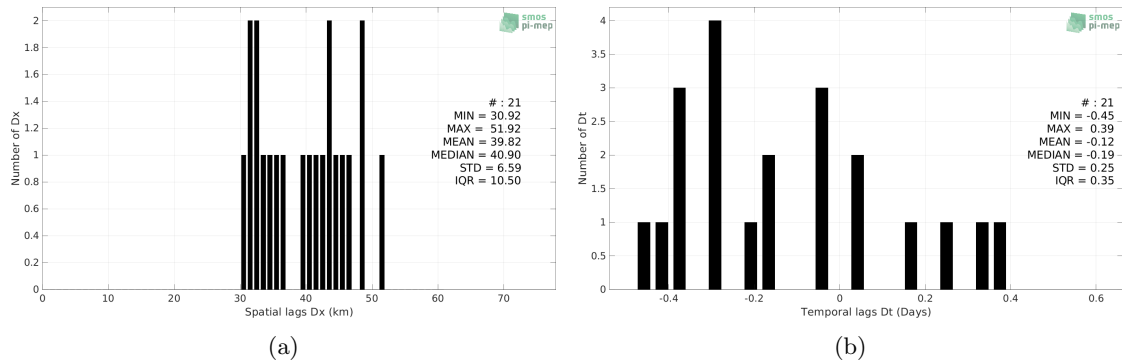 2
1.8
1.6
1.4
1.2
1
0.8
0.6
0.4
0.2
0
Number of Dx
smos
pi-mep
# : 21
MIN = 30.92
MAX = 51.92
MEAN = 39.82
MEDIAN = 40.90
STD = 6.59
IQR = 10.50
0 10 20 30 40 50 60 70
Spatial lags Dx (km)
(a)
4
3.5
3
2.5
2
1.5
1
0.5
0
Number of Dt
smos
pi-mep
# : 21
MIN = -0.45
MAX = 0.39
MEAN = -0.12
MEDIAN = -0.19
STD = 0.25
IQR = 0.35
-0.4 -0.2 0 0.2 0.4 0.6
Temporal lags Dt (Days)
(b)